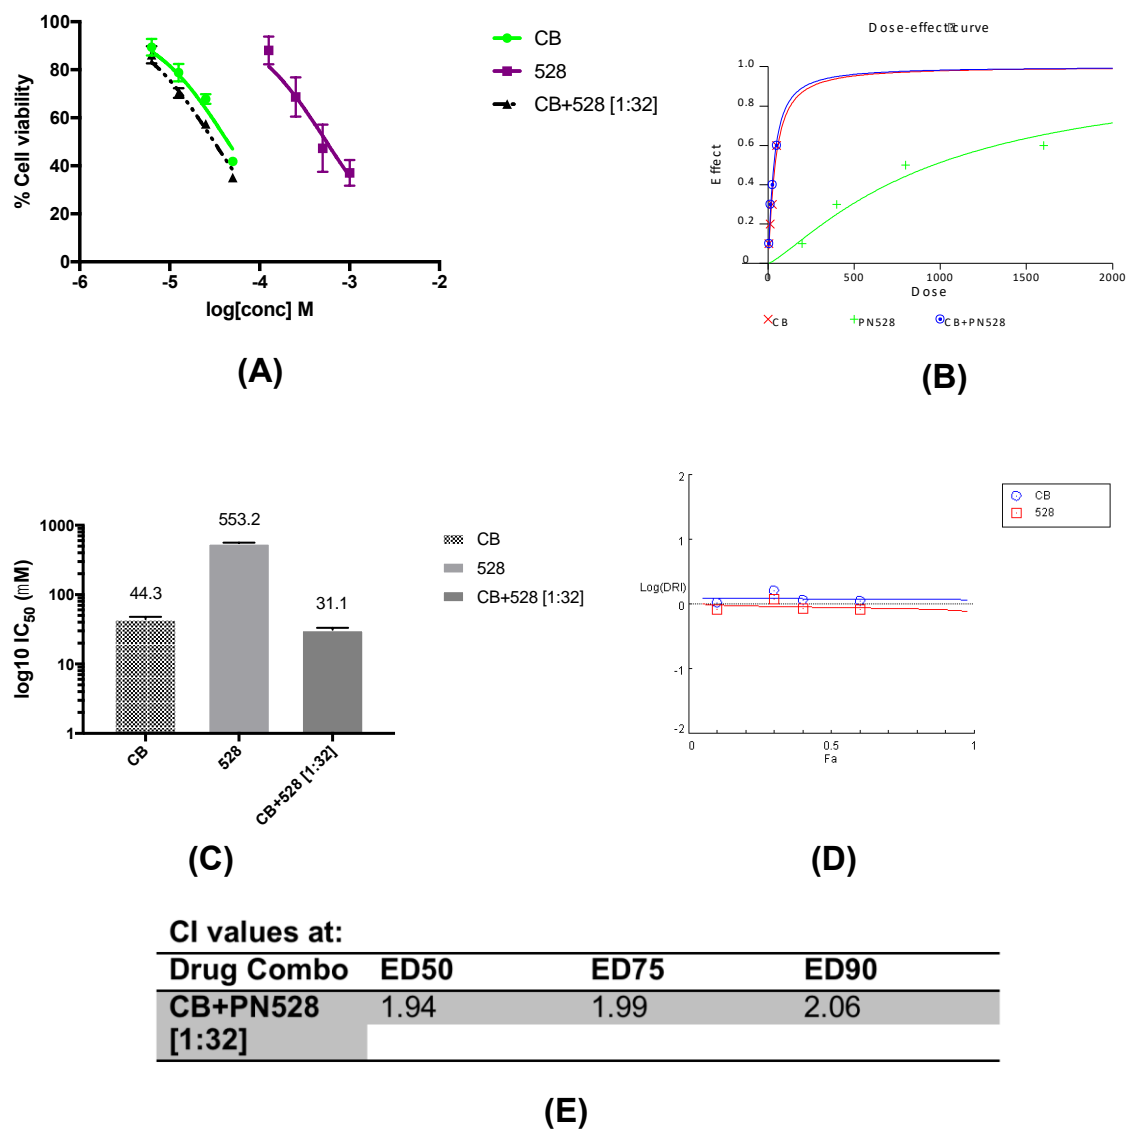 100
80
60
40
20
0
-6
-5
-4
-3
-2
% Cell viability
log[conc] M
CB
528
CB+528 [1:32]
(A)
Dose-effect curve
1.0
0.8
0.6
0.4
0.2
0
0
500
1000
1500
2000
Effect
Dose
CB
PN528
CB+PN528
(B)
1000
100
10
1
log10 IC50 (mM)
44.3
553.2
31.1
CB
528
CB+528 [1:32]
CB
528
CB+528 [1:32]
(C)
2
1
Log(DRI)
0
-1
-2
0
0.5
1
Fa
CB
528
(D)
CI values at:
Drug Combo ED50 ED75 ED90
CB+PN528 1.94 1.99 2.06
[1:32]
(E)